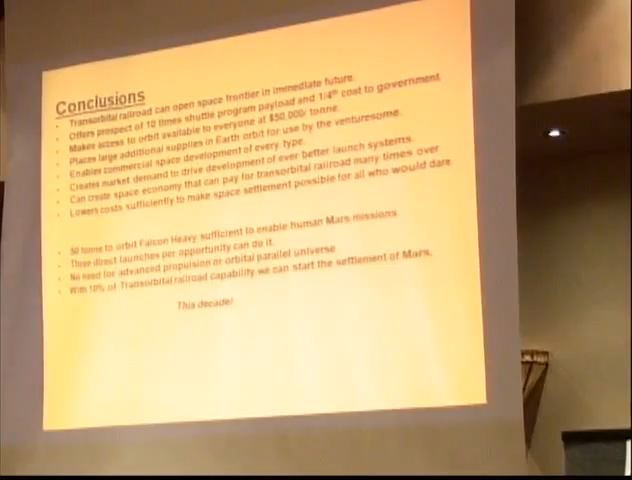 Conclusions
• Transorbital railroad can open space frontier in immediate future.
• Offers prospect of 10 times shuttle program payload and 1/4th cost to government
• Makes access to orbit available to everyone at $50,000/ tonne.
• Places large additional supplies in Earth orbit for use by the venturesome.
• Enables commercial space development of every type.
• Creates market demand to drive development of ever better launch systems.
• Can create space economy that can pay for transorbital railroad many times over
• Lowers costs sufficiently to make space settlement possible for all who would dare
• 50 tonne to orbit Falcon Heavy sufficient to enable human Mars missions
• Three direct launches per opportunity can do it.
• No need for advanced propulsion or orbital parallel universe
• With 10% of Transorbital railroad capability we can start the settlement of Mars.
This decade!